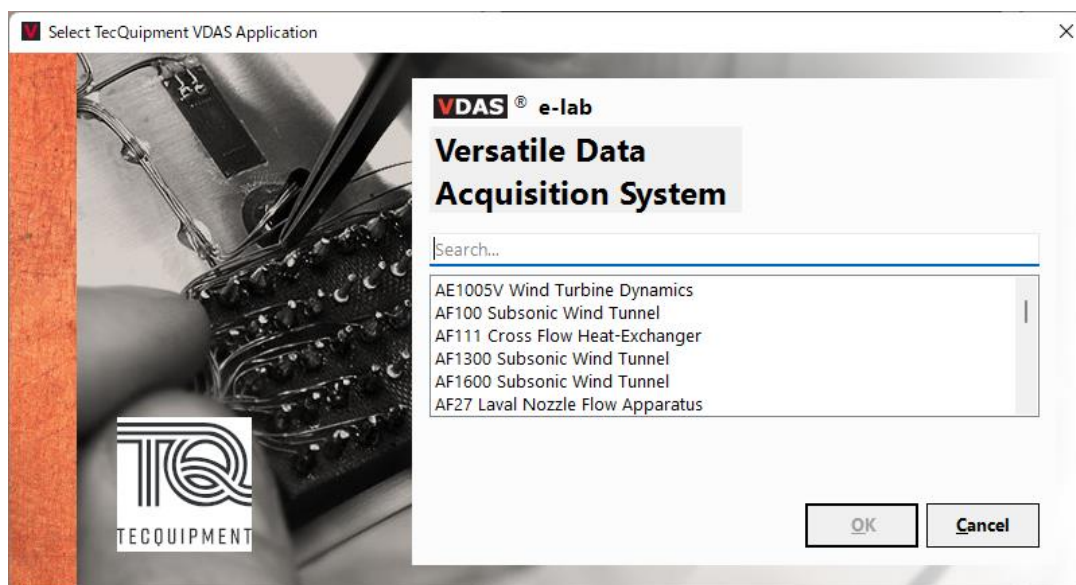 Select TecQuipment VDAS Application
VDAS ® e-lab
Versatile Data
Acquisition System
Search...
AE1005V Wind Turbine Dynamics
AF100 Subsonic Wind Tunnel
AF111 Cross Flow Heat-Exchanger
AF1300 Subsonic Wind Tunnel
AF1600 Subsonic Wind Tunnel
AF27 Laval Nozzle Flow Apparatus
TQ
TECQUIPMENT
OK
Cancel